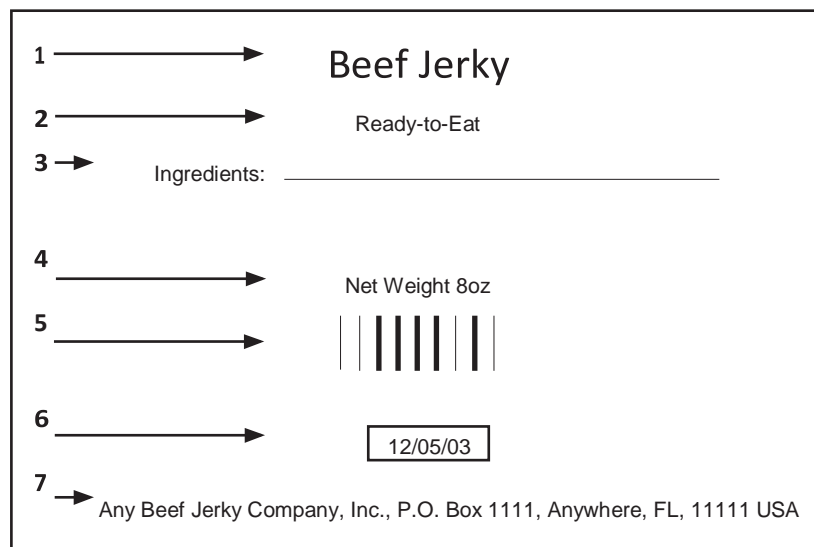 1 Beef Jerky
2 Ready-to-Eat
3 Ingredients:
4 Net Weight 8oz
5
6 12/05/03
7 Any Beef Jerky Company, Inc., P.O. Box 1111, Anywhere, FL, 11111 USA